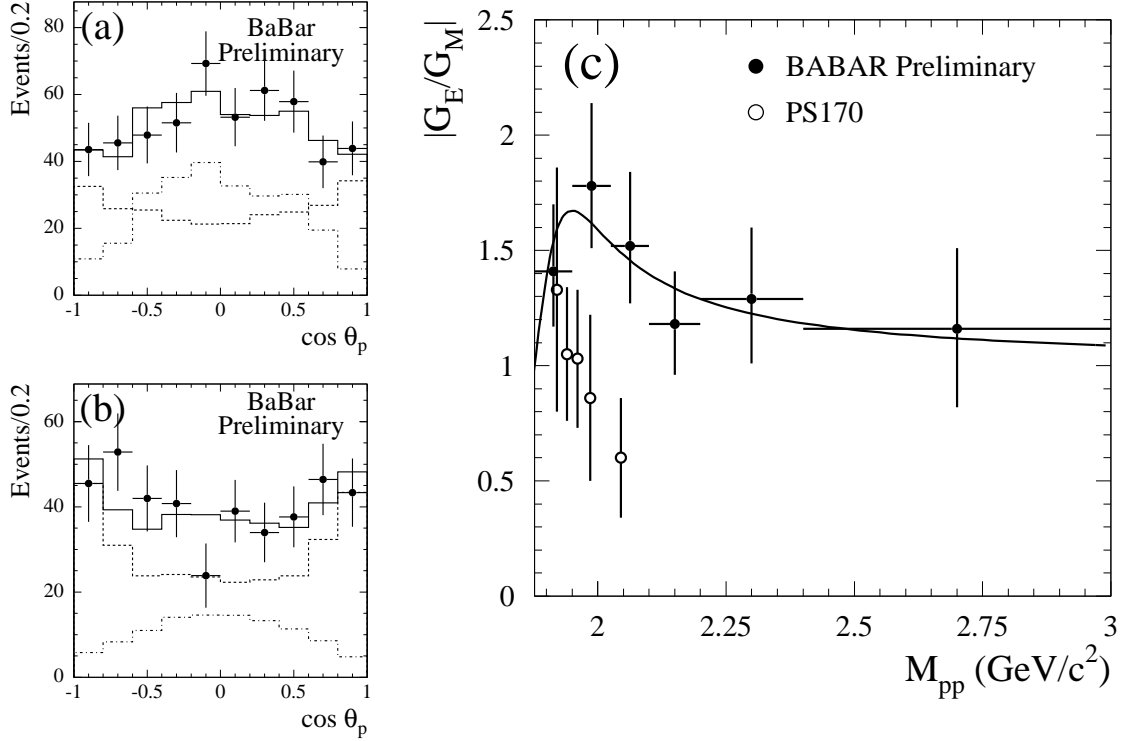 (a)
BaBar
Preliminary
Events/0.2
80
60
40
20
0
-1 -0.5 0 0.5 1
cos θp
(b)
BaBar
Preliminary
Events/0.2
60
40
20
0
-1 -0.5 0 0.5 1
cos θp
(c)
|G_E/G_M|
BABAR Preliminary
PS170
2.5
2
1.5
1
0.5
0
2 2.25 2.5 2.75 3
M_pp (GeV/c²)